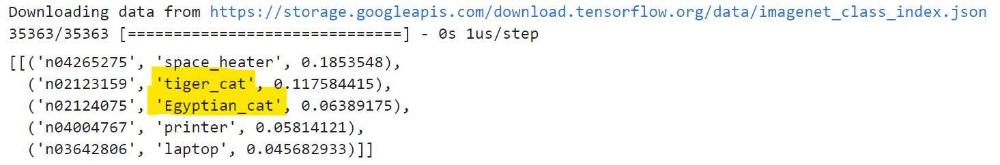 Downloading data from https://storage.googleapis.com/download.tensorflow.org/data/imagenet_class_index.json
35363/35363 [==============================] - 0s 1us/step
[[('n04265275', 'space_heater', 0.1853548),
('n02123159', 'tiger_cat', 0.117584415),
('n02124075', 'Egyptian_cat', 0.06389175),
('n04004767', 'printer', 0.05814121),
('n03642806', 'laptop', 0.045682933)]]